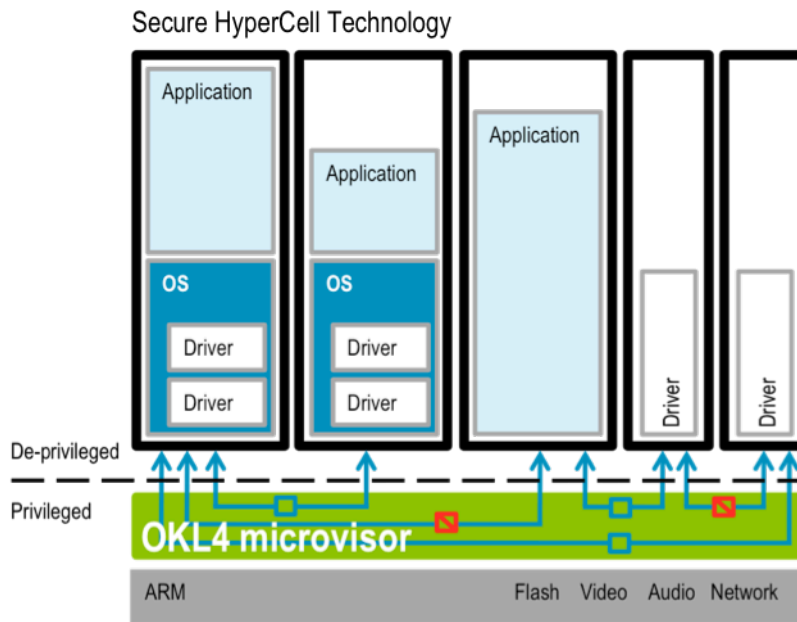 Secure HyperCell Technology
Application
Application
Application
OS
OS
Driver
Driver
Driver
Driver
Driver
Driver
De-privileged
Privileged
OKL4 microvisor
ARM
Flash
Video
Audio
Network